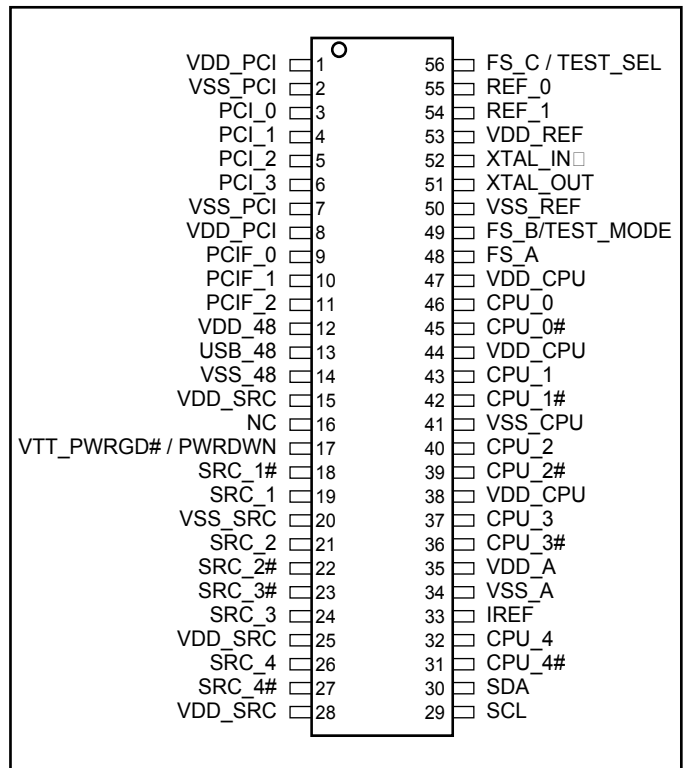 VDD_PCI 1 56 FS_C / TEST_SEL
VSS_PCI 2 55 REF_0
PCI_0 3 54 REF_1
PCI_1 4 53 VDD_REF
PCI_2 5 52 XTAL_IN□
PCI_3 6 51 XTAL_OUT
VSS_PCI 7 50 VSS_REF
VDD_PCI 8 49 FS_B/TEST_MODE
PCIF_0 9 48 FS_A
PCIF_1 10 47 VDD_CPU
PCIF_2 11 46 CPU_0
VDD_48 12 45 CPU_0#
USB_48 13 44 VDD_CPU
VSS_48 14 43 CPU_1
VDD_SRC 15 42 CPU_1#
NC 16 41 VSS_CPU
VTT_PWRGD# / PWRDWN 17 40 CPU_2
SRC_1# 18 39 CPU_2#
SRC_1 19 38 VDD_CPU
VSS_SRC 20 37 CPU_3
SRC_2 21 36 CPU_3#
SRC_2# 22 35 VDD_A
SRC_3# 23 34 VSS_A
SRC_3 24 33 IREF
VDD_SRC 25 32 CPU_4
SRC_4 26 31 CPU_4#
SRC_4# 27 30 SDA
VDD_SRC 28 29 SCL